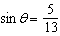 sin θ = 5/13